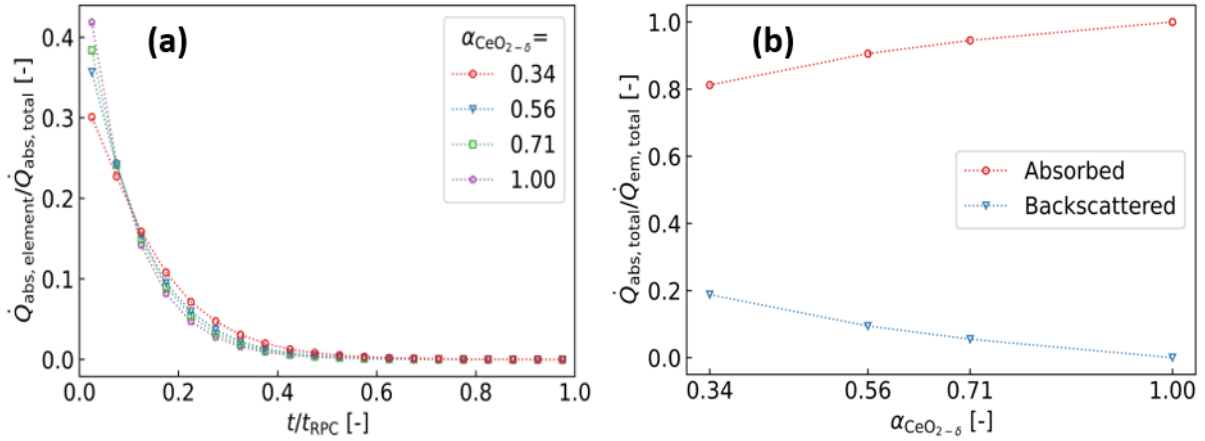 (a)
Q̇abs, element/Q̇abs, total [-]
0.4
0.3
0.2
0.1
0.0
0.0 0.2 0.4 0.6 0.8 1.0
t/tRPC [-]
αCeO2−δ=
0.34
0.56
0.71
1.00
(b)
Q̇abs, total/Q̇em, total [-]
1.0
0.8
0.6
0.4
0.2
0.0
0.34 0.56 0.71 1.00
αCeO2−δ [-]
Absorbed
Backscattered